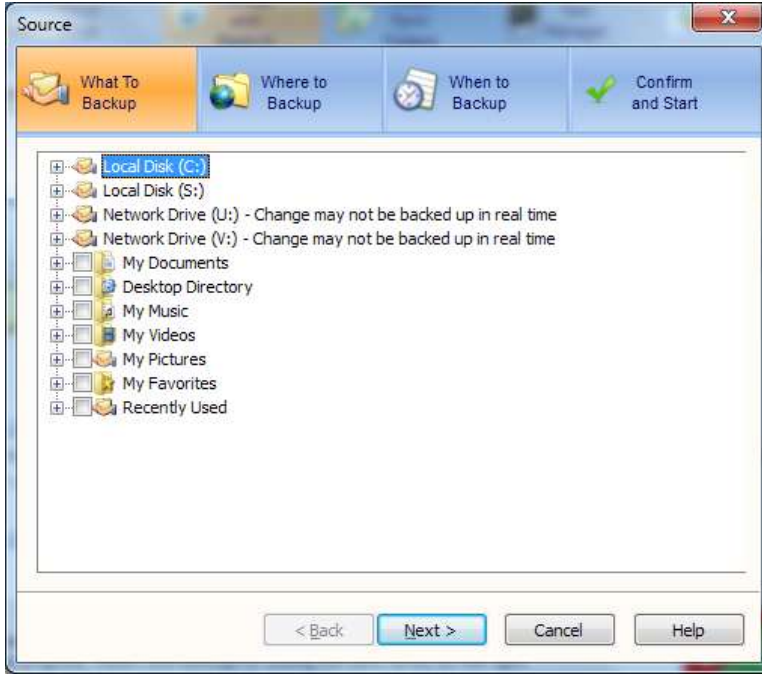 Source
What To
Backup
Where to
Backup
When to
Backup
Confirm
and Start
Local Disk (C:)
Local Disk (S:)
Network Drive (U:) - Change may not be backed up in real time
Network Drive (V:) - Change may not be backed up in real time
My Documents
Desktop Directory
My Music
My Videos
My Pictures
My Favorites
Recently Used
< Back
Next >
Cancel
Help